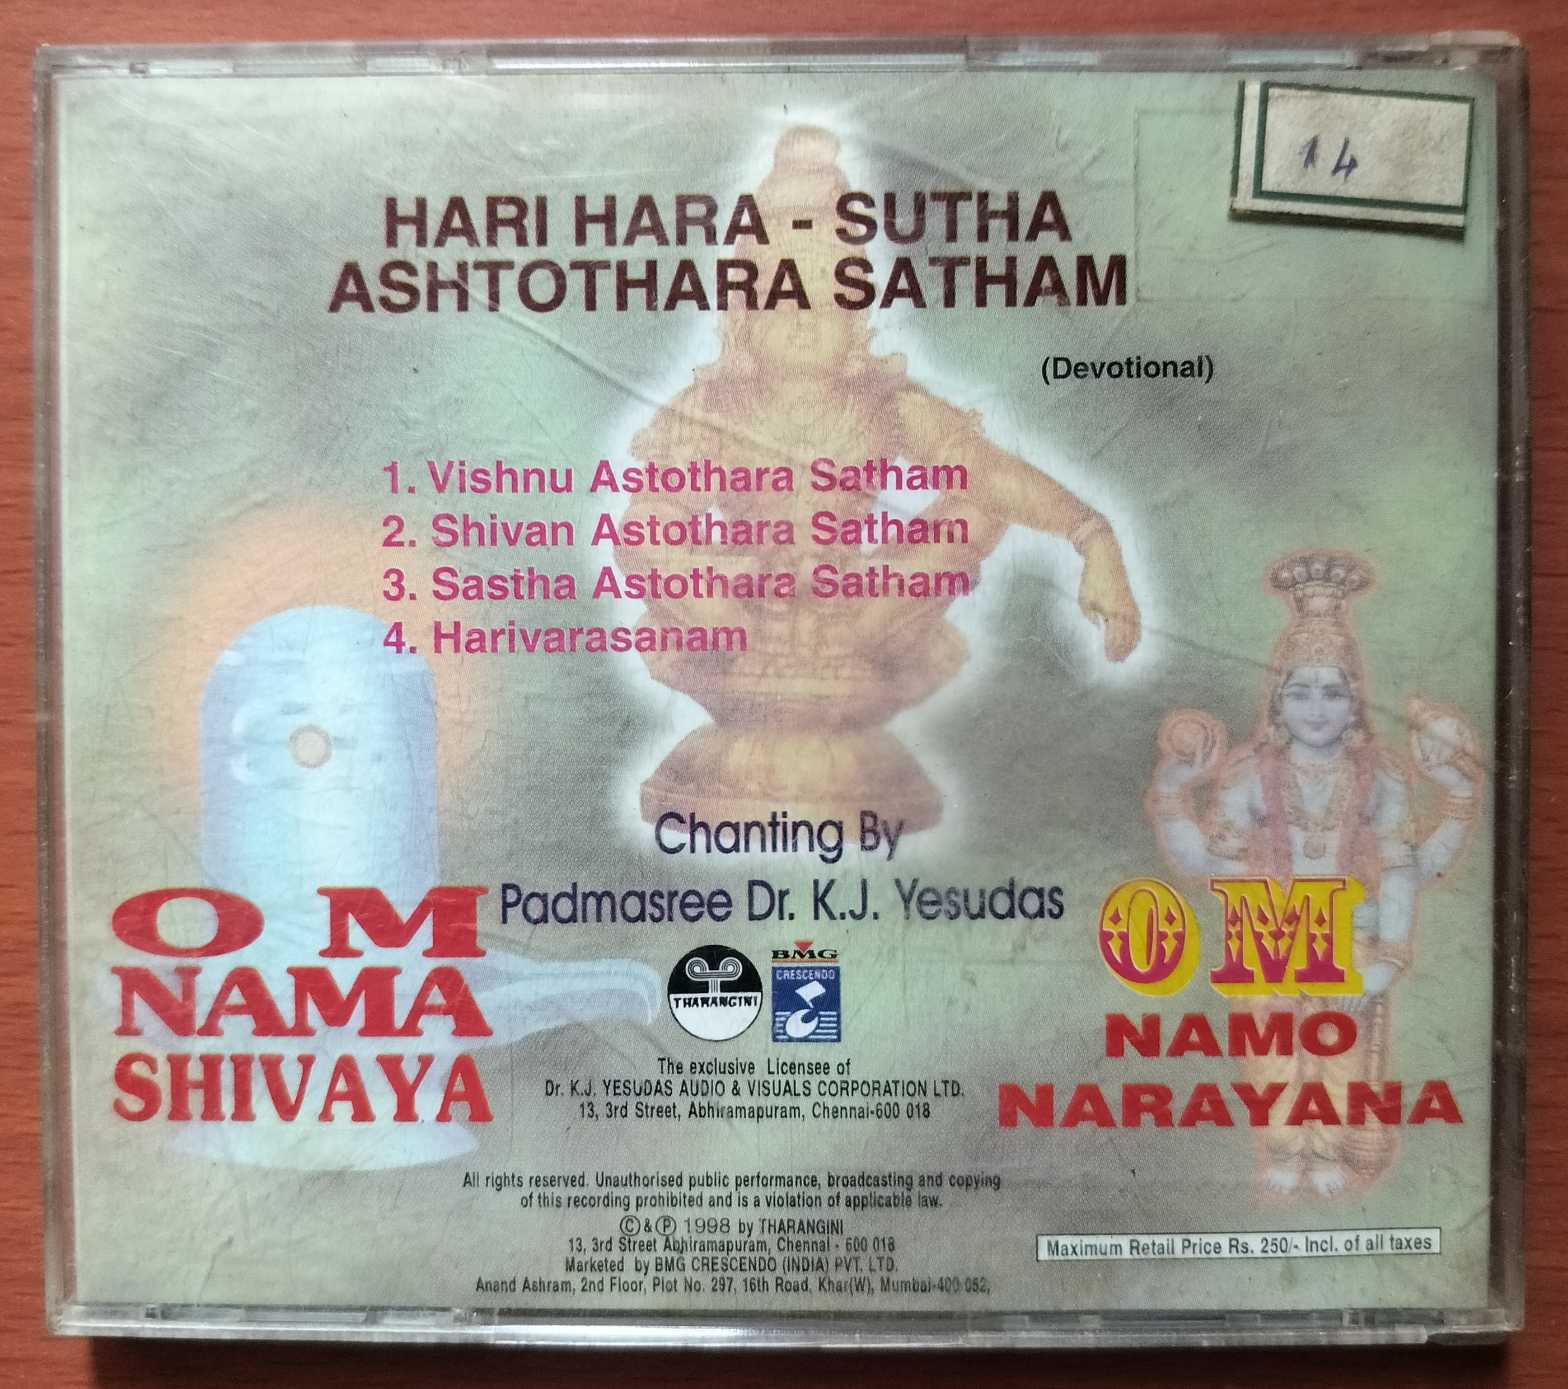 14
HARI HARA - SUTHA
ASHTOTHARA SATHAM
(Devotional)
1. Vishnu Astothara Satham
2. Shivan Astothara Satham
3. Sastha Astothara Satham
4. Harivarasanam
Chanting By
Padmasree Dr. K.J. Yesudas
OM
NAMA
SHIVAYA
THARANGINI
BMG
CRESCENDO
OM
NAMO
NARAYANA
The exclusive Licensee of
Dr. K.J. YESUDAS AUDIO & VISUALS CORPORATION LTD.
13, 3rd Street, Abhiramapuram, Chennai-600 018
All rights reserved. Unauthorised public performance, broadcasting and copying
of this recording prohibited and is a violation of applicable law.
Ⓒ & Ⓟ 1998 by THARANGINI
13, 3rd Street Abhiramapuram, Chennai - 600 018
Marketed by BMG CRESCENDO (INDIA) PVT. LTD.
Anand Ashram, 2nd Floor, Plot No. 297, 16th Road, Khar(W), Mumbai-400 052,
Maximum Retail Price Rs. 250/- Incl. of all taxes